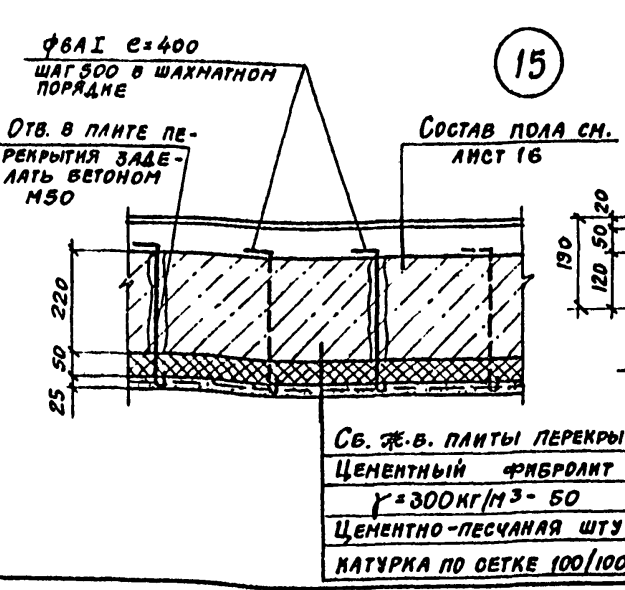 ϕ6АI ℓ=400
ШАГ 500 В ШАХМАТНОМ
ПОРЯДКЕ
15
ОТВ. В ПЛИТЕ ПЕ-
РЕКРЫТИЯ ЗАДЕ-
ЛАТЬ БЕТОНОМ
М50
СОСТАВ ПОЛА СМ.
ЛИСТ 16
20
50
190
120
220
50
25
СБ. Ж.Б. ПЛИТЫ ПЕРЕКРЫ
ЦЕМЕНТНЫЙ ФИБРОЛИТ
γ=300КГ/М3- 50
ЦЕМЕНТНО-ПЕСЧАНАЯ ШТУ
КАТУРКА ПО СЕТКЕ 100/100